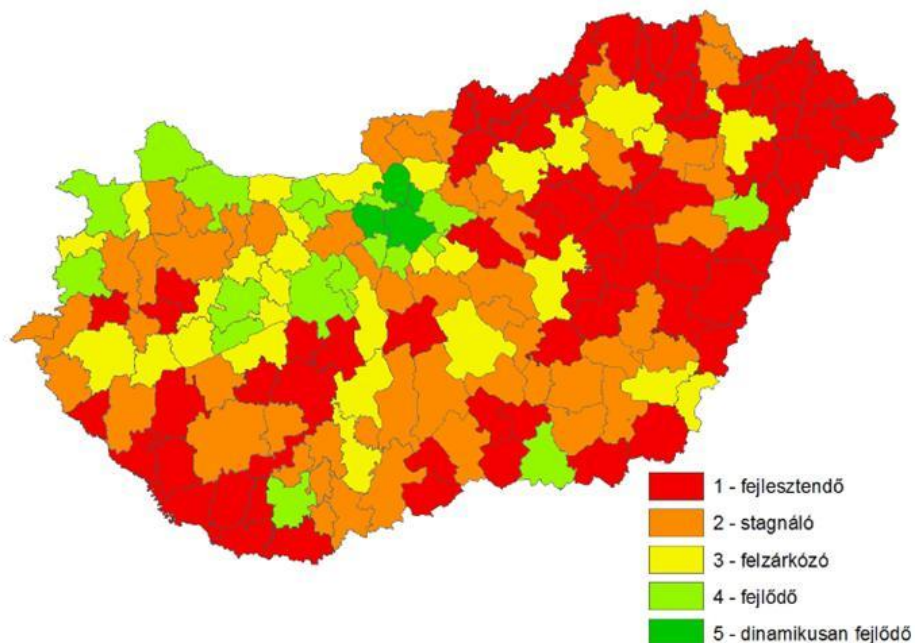 1 - fejlesztendő
2 - stagnáló
3 - felzárkózó
4 - fejlődő
5 - dinamikusan fejlődő